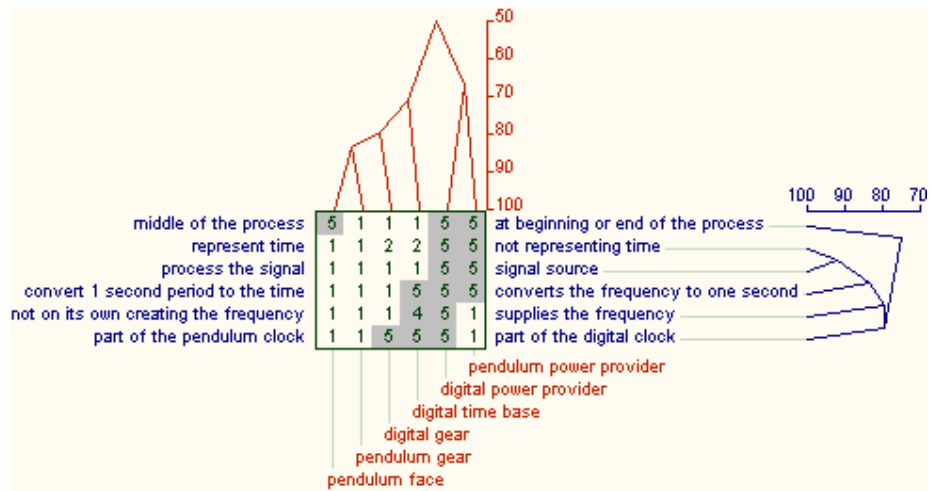 50
60
70
80
90
100
100 90 80 70
middle of the process 5 1 1 1 5 5 at beginning or end of the process
represent time 1 1 2 2 5 5 not representing time
process the signal 1 1 1 1 5 5 signal source
convert 1 second period to the time 1 1 1 5 5 5 converts the frequency to one second
not on its own creating the frequency 1 1 1 4 5 1 supplies the frequency
part of the pendulum clock 1 1 5 5 5 1 part of the digital clock
pendulum power provider
digital power provider
digital time base
digital gear
pendulum gear
pendulum face